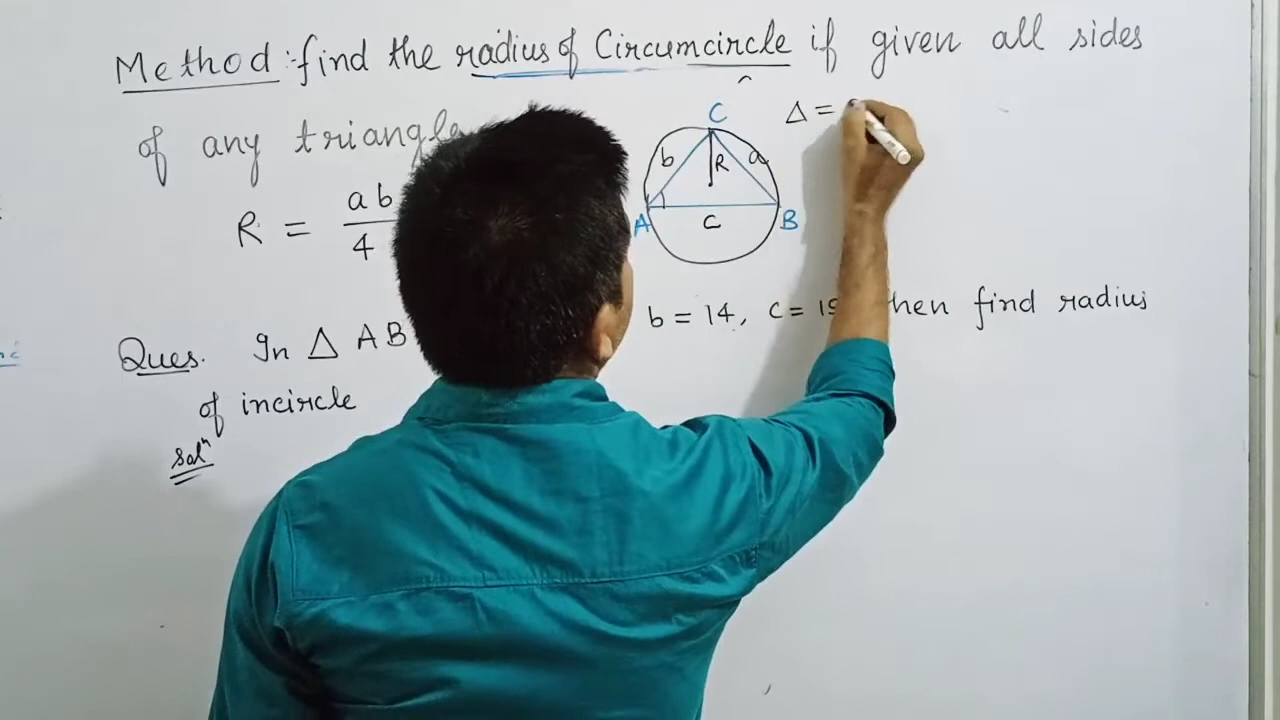 Method :- find the radius of Circumcircle if given all sides
of any triangle
R = ab
4
C
b
R
a
A
C
B
Δ =
Ques. In Δ AB
b = 14, c = 15 then find radius
of incircle
Solⁿ